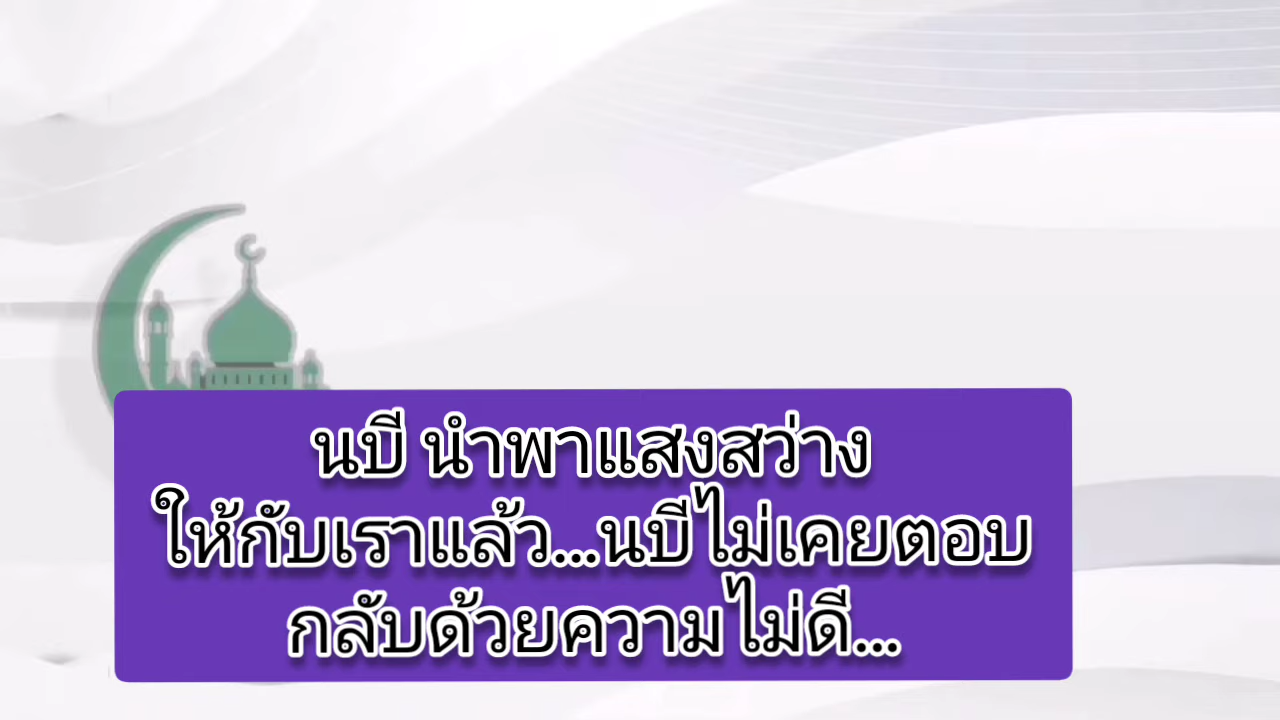 นบี นำพาแสงสว่าง
ให้กับเราแล้ว...นบีไม่เคยตอบ
กลับด้วยความไม่ดี...